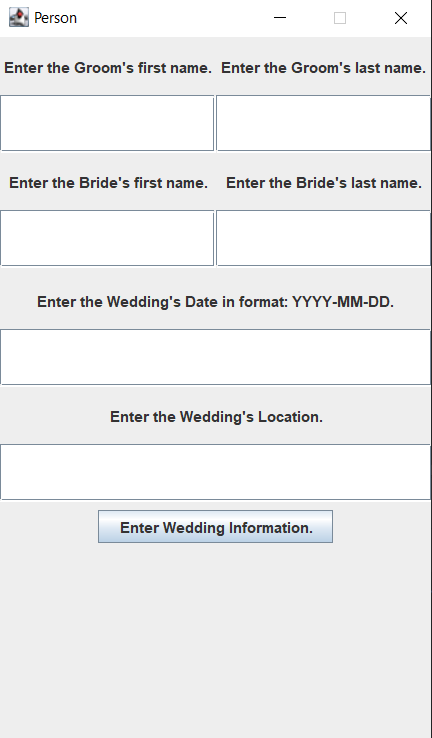 Person
Enter the Groom's first name. Enter the Groom's last name.
Enter the Bride's first name. Enter the Bride's last name.
Enter the Wedding's Date in format: YYYY-MM-DD.
Enter the Wedding's Location.
Enter Wedding Information.